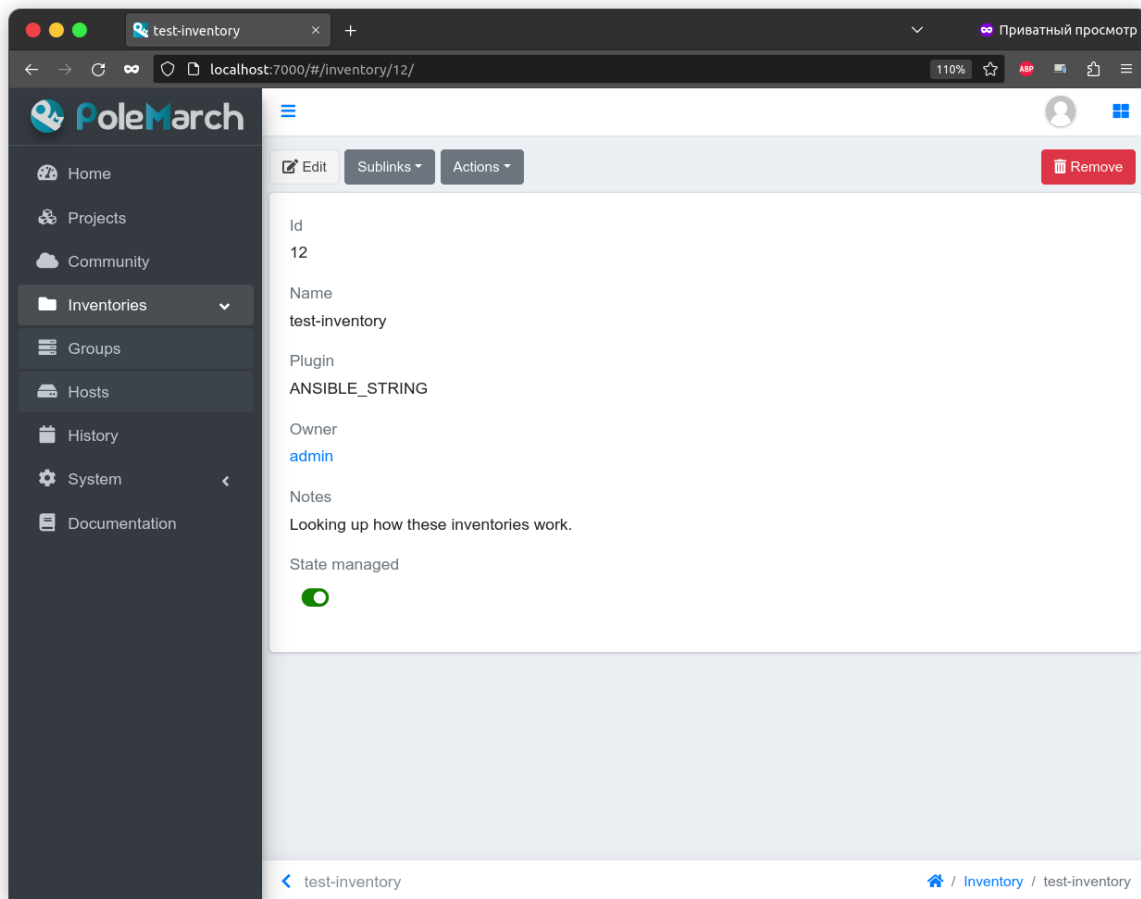 test-inventory
Приватный просмотр
localhost:7000/#/inventory/12/
110%
ABP
PoleMarch
Edit
Sublinks
Actions
Remove
Home
Projects
Community
Inventories
Groups
Hosts
History
System
Documentation
Id
12
Name
test-inventory
Plugin
ANSIBLE_STRING
Owner
admin
Notes
Looking up how these inventories work.
State managed
test-inventory
/ Inventory / test-inventory